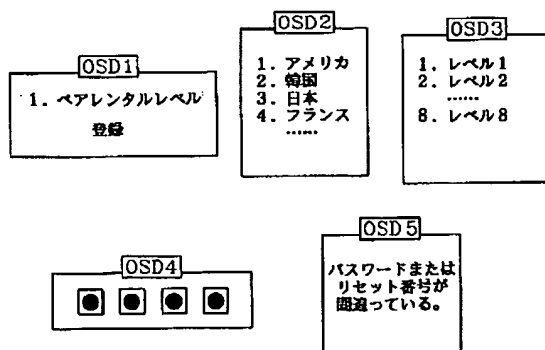 OSD1
1. ペアレンタルレベル
登録
OSD2
1. アメリカ
2. 韓国
3. 日本
4. フランス
……
OSD3
1. レベル1
2. レベル2
……
8. レベル8
OSD4
OSD5
パスワードまたは
リセット番号が
間違っている。